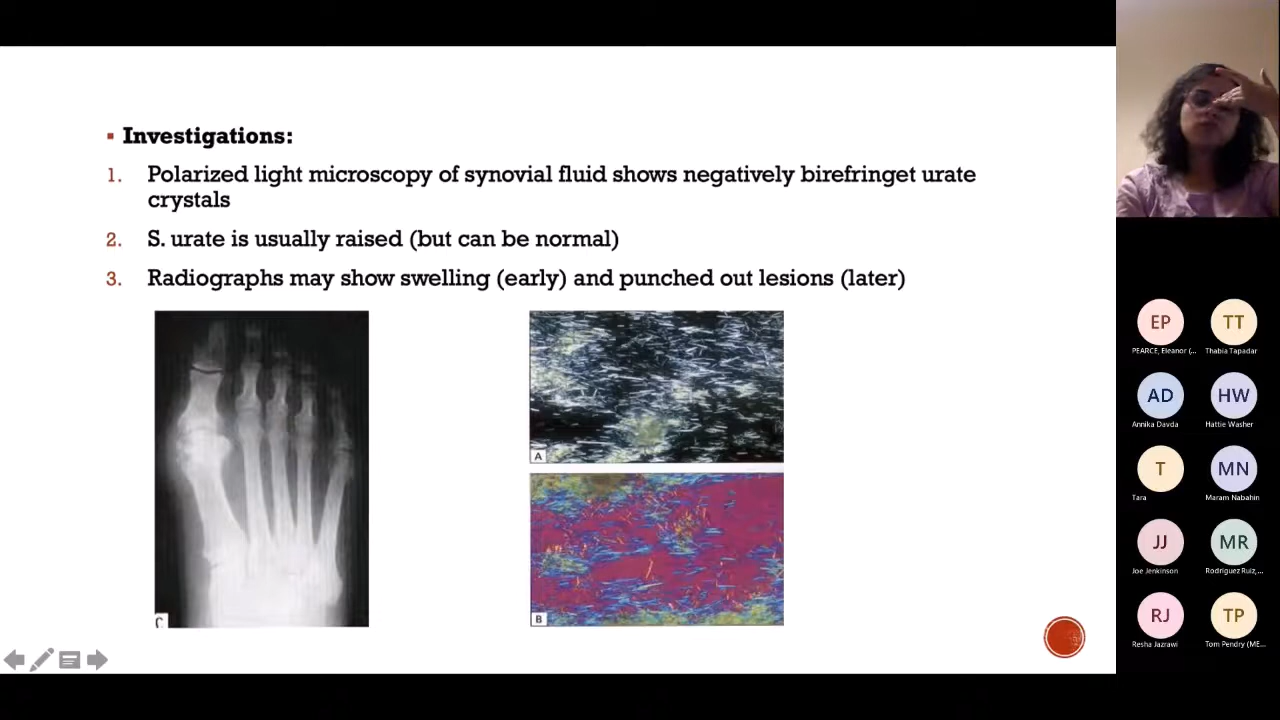 ▪ Investigations:
1. Polarized light microscopy of synovial fluid shows negatively birefringet urate
crystals
2. S. urate is usually raised (but can be normal)
3. Radiographs may show swelling (early) and punched out lesions (later)
A
B
C
EP
TT
PEARCE, Eleanor (...
Thabia Tapadar
AD
HW
Annika Davda
Hattie Washer
T
MN
Tara
Maram Nabahin
JJ
MR
Joe Jenkinson
Rodriguez Ruiz,...
RJ
TP
Resha Jazrawi
Tom Pendry (ME...